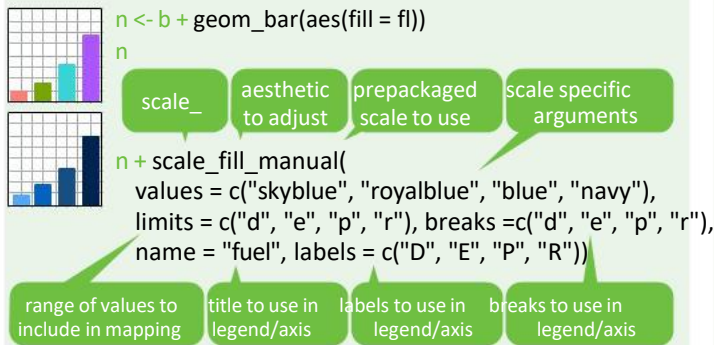 n <- b + geom_bar(aes(fill = fl))
n
scale_
aesthetic
to adjust
prepackaged
scale to use
scale specific
arguments
n + scale_fill_manual(
values = c("skyblue", "royalblue", "blue", "navy"),
limits = c("d", "e", "p", "r"), breaks =c("d", "e", "p", "r"),
name = "fuel", labels = c("D", "E", "P", "R"))
range of values to
include in mapping
title to use in
legend/axis
labels to use in
legend/axis
breaks to use in
legend/axis